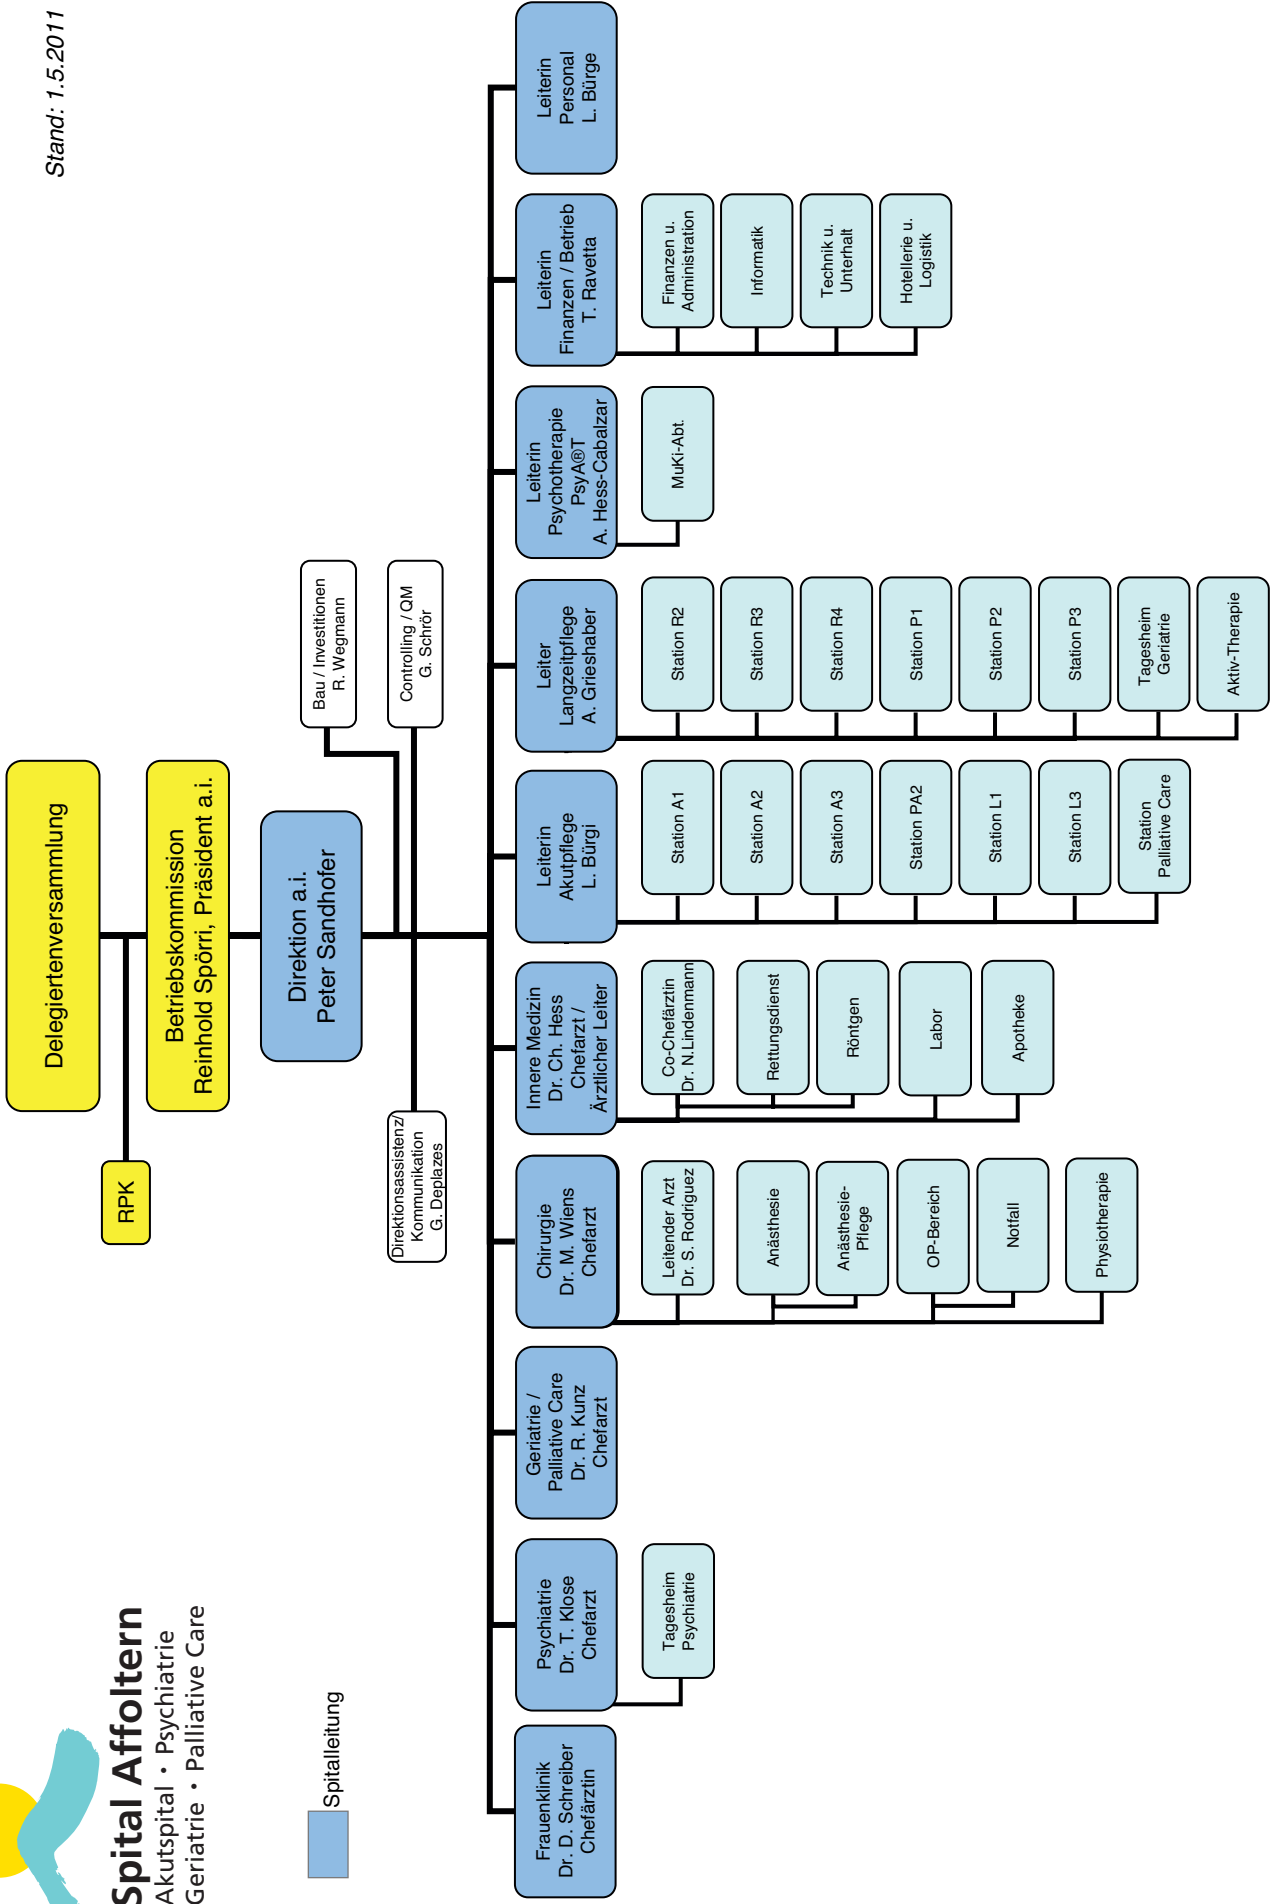 Spital Affoltern
Akutspital • Psychiatrie
Geriatrie • Palliative Care
Stand: 1.5.2011
Spitalleitung
Delegiertenversammlung
RPK
Betriebskommission
Reinhold Spörri, Präsident a.i.
Direktion a.i.
Peter Sandhofer
Bau / Investitionen
R. Wegmann
Direktionsassistenz/
Kommunikation
G. Deplazes
Controlling / QM
G. Schrör
Frauenklinik
Dr. D. Schreiber
Chefärztin
Psychiatrie
Dr. T. Klose
Chefarzt
Tagesheim
Psychiatrie
Geriatrie /
Palliative Care
Dr. R. Kunz
Chefarzt
Chirurgie
Dr. M. Wiens
Chefarzt
Leitender Arzt
Dr. S. Rodriguez
Anästhesie
Anästhesie-
Pflege
OP-Bereich
Notfall
Physiotherapie
Innere Medizin
Dr. Ch. Hess
Chefarzt /
Ärztlicher Leiter
Co-Chefärztin
Dr. N.Lindenmann
Rettungsdienst
Röntgen
Labor
Apotheke
Leiterin
Akutpflege
L. Bürgi
Station A1
Station A2
Station A3
Station PA2
Station L1
Station L3
Station
Palliative Care
Leiter
Langzeitpflege
A. Grieshaber
Station R2
Station R3
Station R4
Station P1
Station P2
Station P3
Tagesheim
Geriatrie
Aktiv-Therapie
Leiterin
Psychotherapie
PsyA®T
A. Hess-Cabalzar
MuKi-Abt.
Leiterin
Finanzen / Betrieb
T. Ravetta
Finanzen u.
Administration
Informatik
Technik u.
Unterhalt
Hotellerie u.
Logistik
Leiterin
Personal
L. Bürge